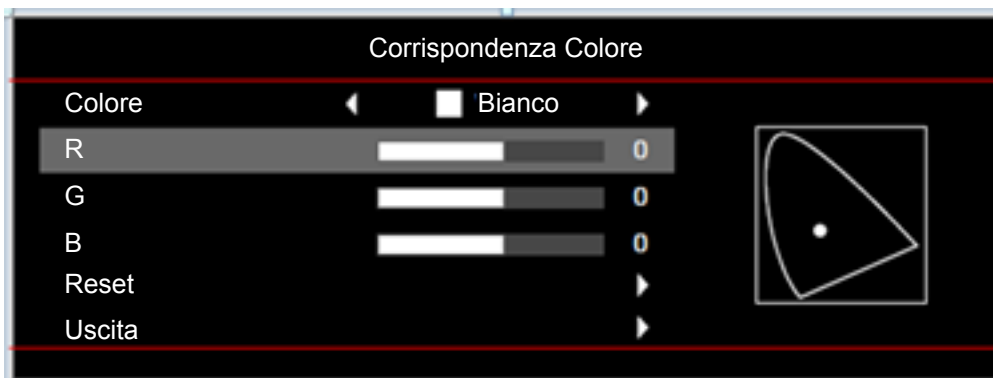 Corrispondenza Colore
Colore Bianco
R 0
G 0
B 0
Reset
Uscita